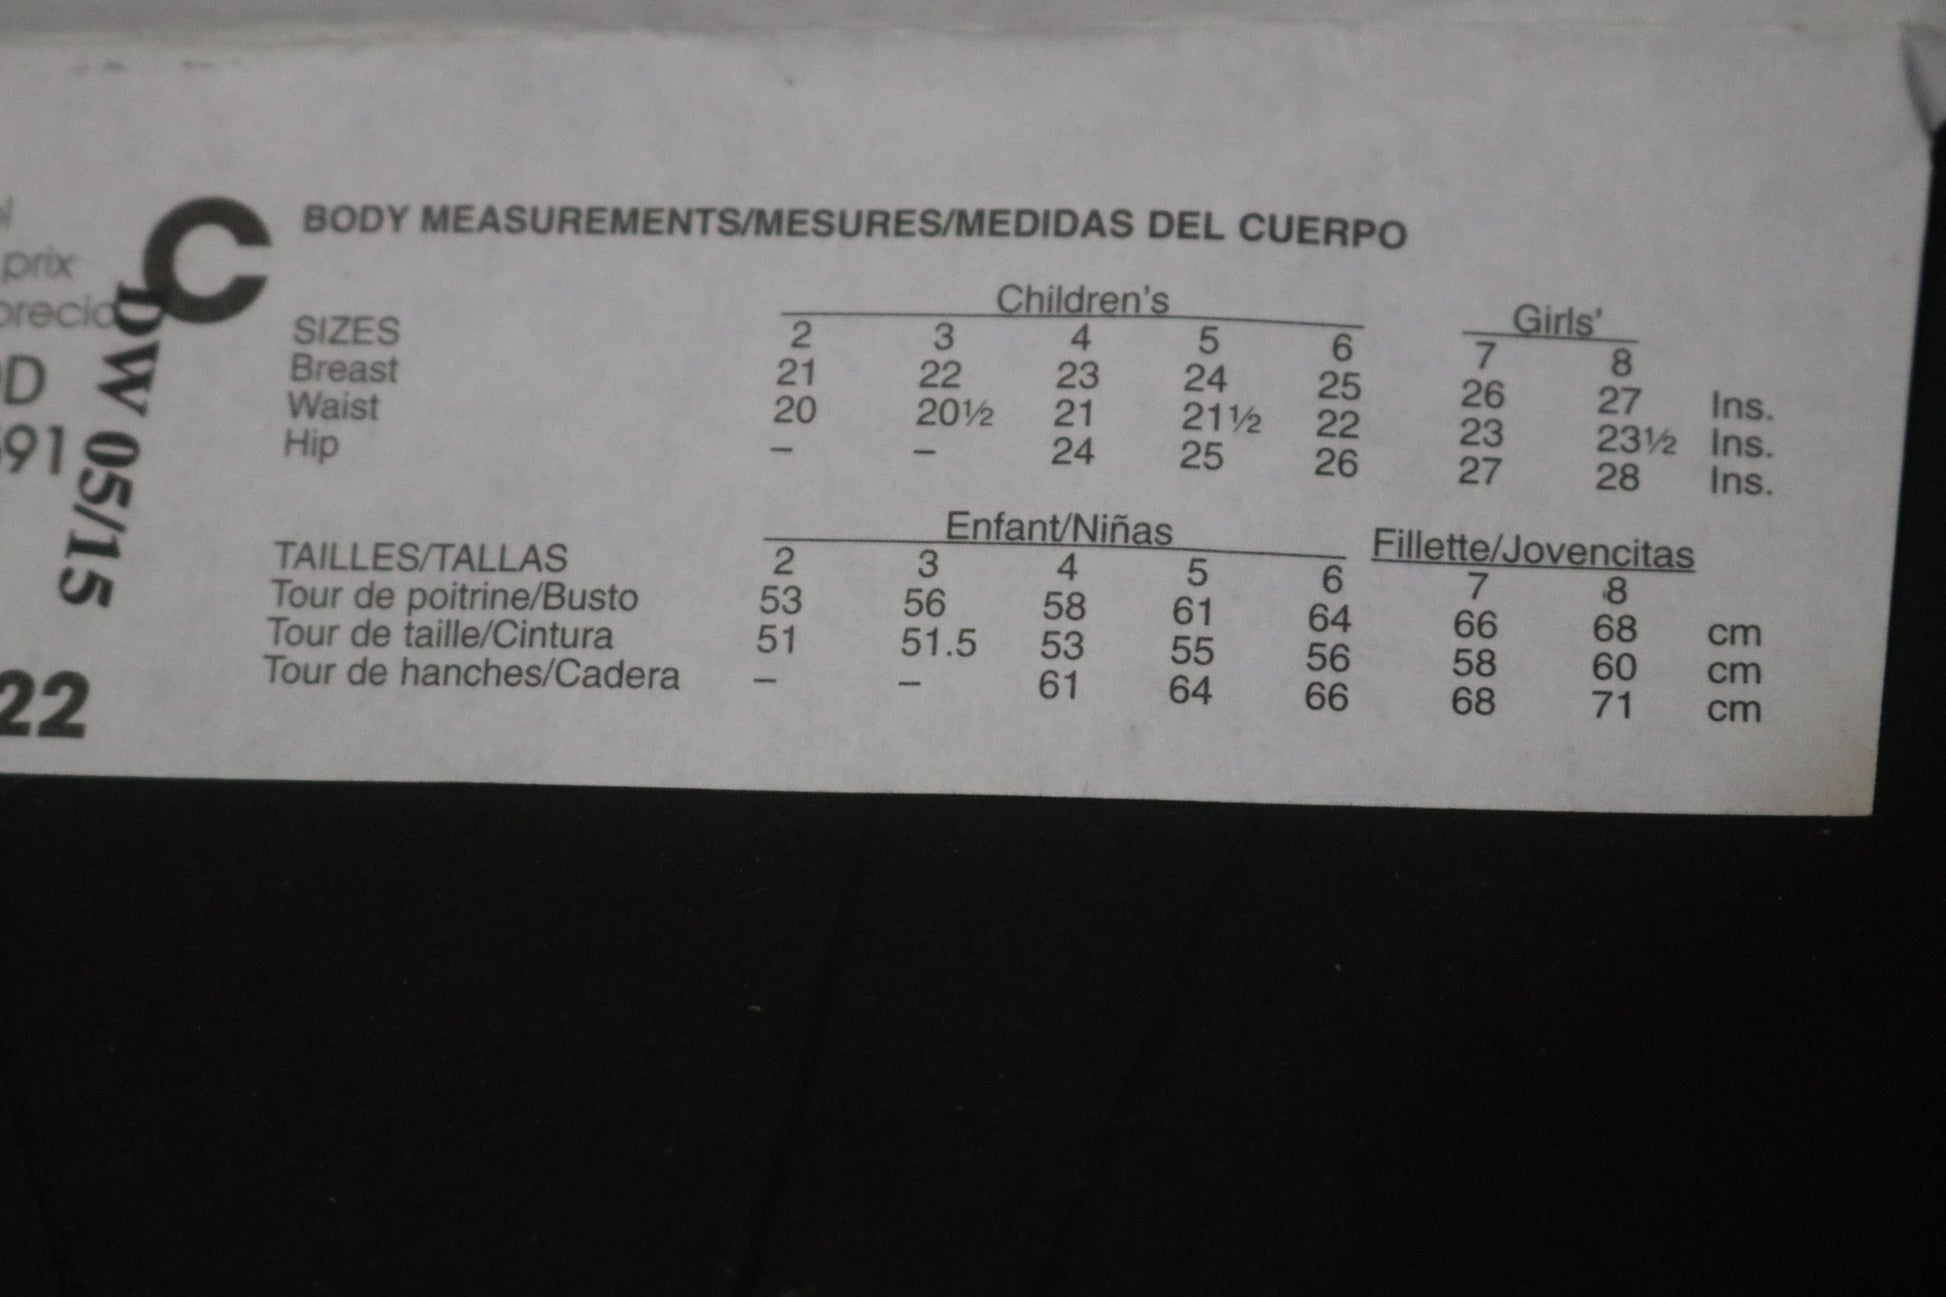 prix
precio
D
91
22
DW 05/15
C
BODY MEASUREMENTS/MESURES/MEDIDAS DEL CUERPO
Children's Girls'
SIZES 2 3 4 5 6 7 8
Breast 21 22 23 24 25 26 27 Ins.
Waist 20 20½ 21 21½ 22 23 23½ Ins.
Hip – – 24 25 26 27 28 Ins.
Enfant/Niñas Fillette/Jovencitas
TAILLES/TALLAS 2 3 4 5 6 7 8
Tour de poitrine/Busto 53 56 58 61 64 66 68 cm
Tour de taille/Cintura 51 51.5 53 55 56 58 60 cm
Tour de hanches/Cadera – – 61 64 66 68 71 cm